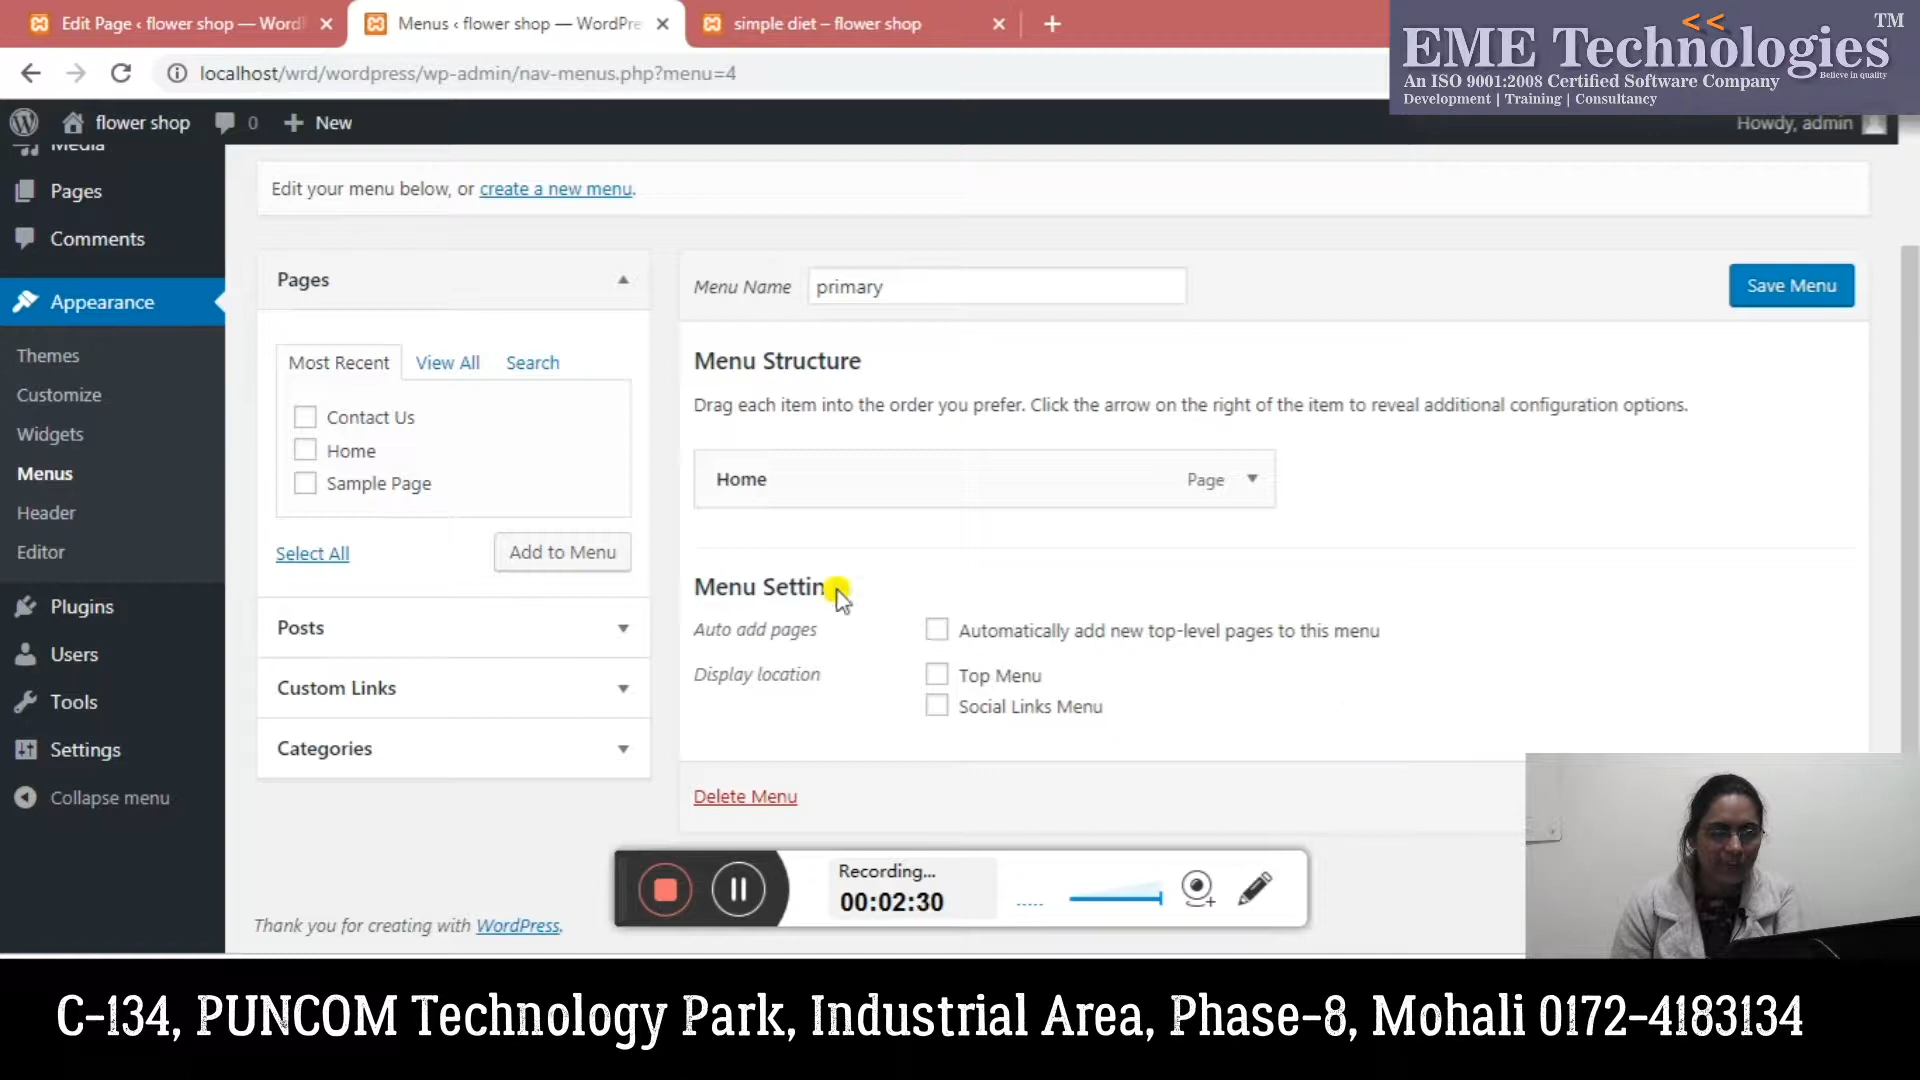 Edit Page ‹ flower shop — Word
Menus ‹ flower shop — WordPre
simple diet – flower shop
<<
EME Technologies
TM
Believe in quality
An ISO 9001:2008 Certified Software Company
Development | Training | Consultancy
localhost/wrd/wordpress/wp-admin/nav-menus.php?menu=4
flower shop
0
New
Howdy, admin
Media
Pages
Comments
Appearance
Themes
Customize
Widgets
Menus
Header
Editor
Plugins
Users
Tools
Settings
Collapse menu
Edit your menu below, or create a new menu.
Pages
Most Recent View All Search
Contact Us
Home
Sample Page
Select All
Add to Menu
Posts
Custom Links
Categories
Menu Name primary
Save Menu
Menu Structure
Drag each item into the order you prefer. Click the arrow on the right of the item to reveal additional configuration options.
Home Page
Menu Settin
Auto add pages
Automatically add new top-level pages to this menu
Display location
Top Menu
Social Links Menu
Delete Menu
Recording...
00:02:30
Thank you for creating with WordPress.
C-134, PUNCOM Technology Park, Industrial Area, Phase-8, Mohali 0172-4183134